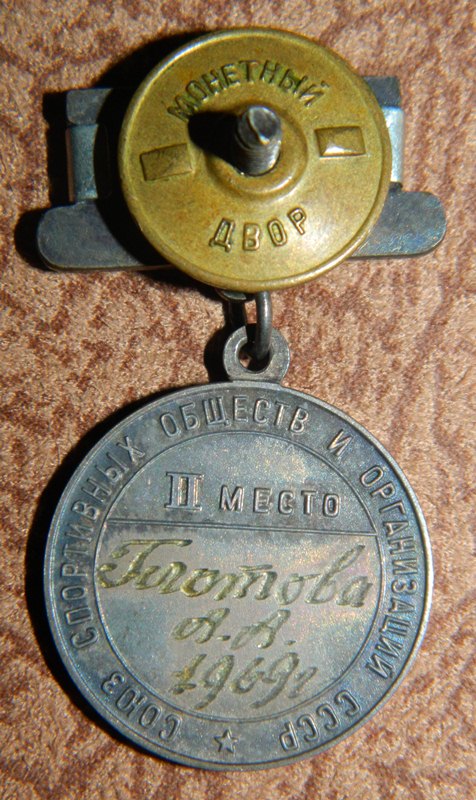 МОНЕТНЫЙ
ДВОР
СОЮЗ СПОРТИВНЫХ ОБЩЕСТВ И ОРГАНИЗАЦИЙ СССР
II МЕСТО
Глотова
А.А.
1969г